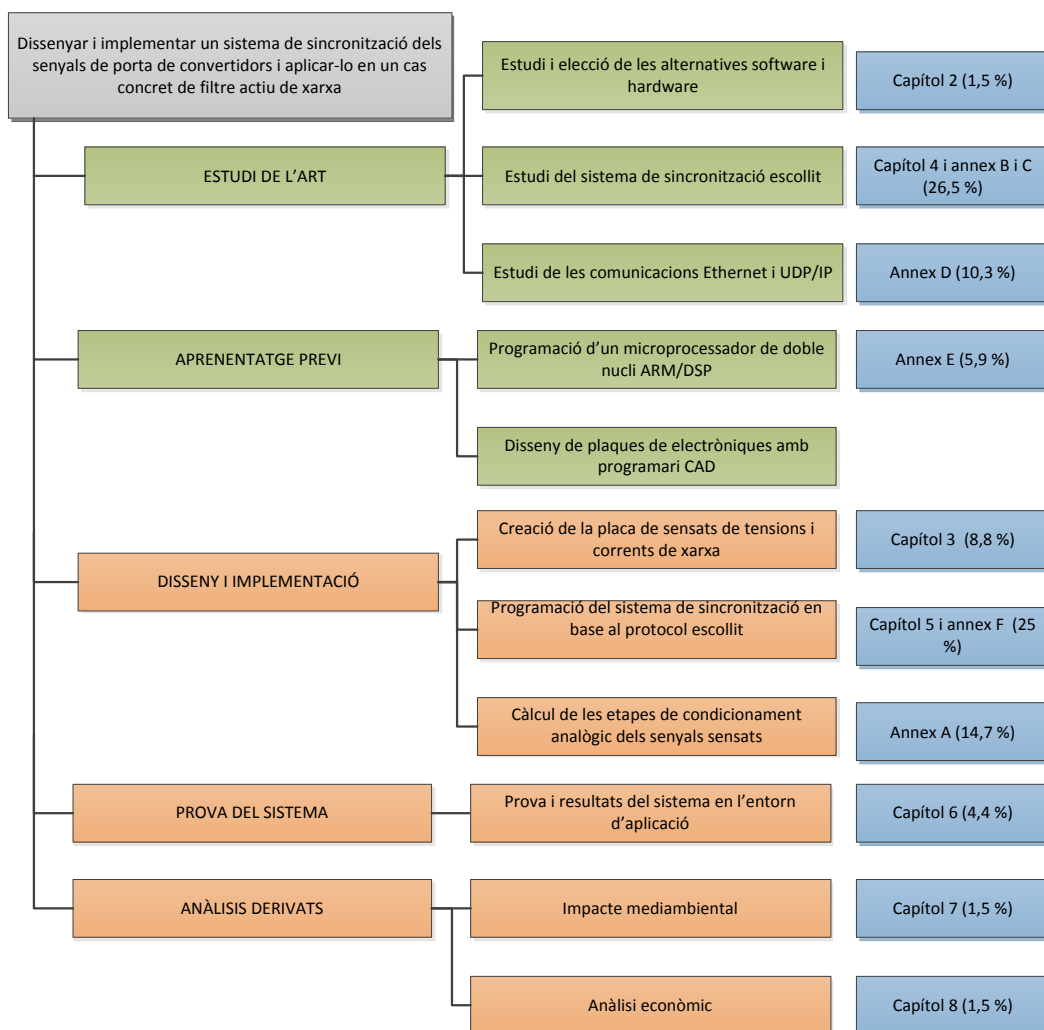 Dissenyar i implementar un sistema de sincronització dels
senyals de porta de convertidors i aplicar-lo en un cas
concret de filtre actiu de xarxa
Estudi i elecció de les alternatives software i
hardware
Capítol 2 (1,5 %)
ESTUDI DE L’ART
Estudi del sistema de sincronització escollit
Capítol 4 i annex B i C
(26,5 %)
Estudi de les comunicacions Ethernet i UDP/IP
Annex D (10,3 %)
APRENENTATGE PREVI
Programació d’un microprocessador de doble
nucli ARM/DSP
Annex E (5,9 %)
Disseny de plaques de electròniques amb
programari CAD
DISSENY I IMPLEMENTACIÓ
Creació de la placa de sensats de tensions i
corrents de xarxa
Capítol 3  (8,8 %)
Programació del sistema de sincronització en
base al protocol escollit
Capítol 5 i annex F  (25
%)
Càlcul de les etapes de condicionament
analògic dels senyals sensats
Annex A (14,7 %)
PROVA DEL SISTEMA
Prova i resultats del sistema en l’entorn
d’aplicació
Capítol 6 (4,4 %)
ANÀLISIS DERIVATS
Impacte mediambiental
Capítol 7 (1,5 %)
Anàlisi econòmic
Capítol 8 (1,5 %)